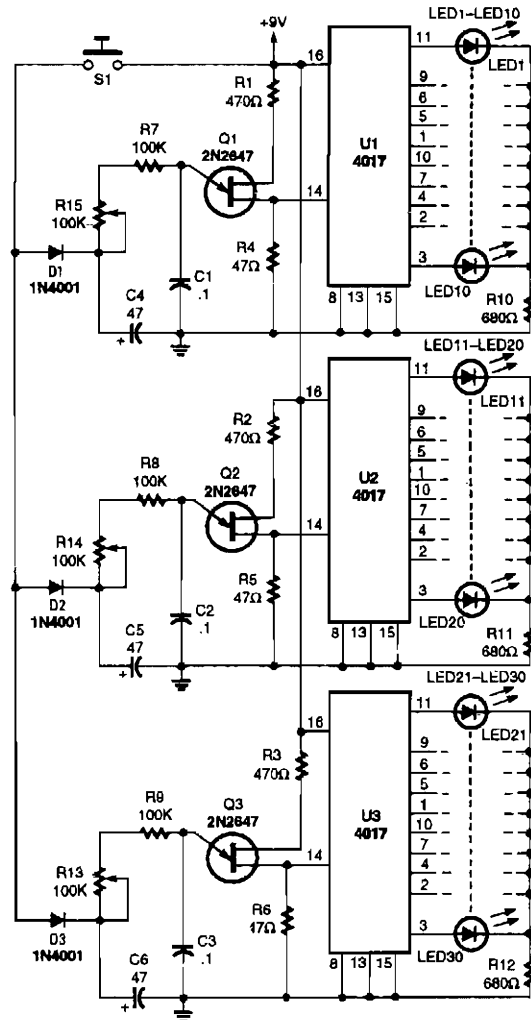 +9V
LED1–LED10
S1
16
11
LED1
R1
470Ω
R7
100K
Q1
2N2647
U1
4017
9
6
5
1
10
7
4
2
R15
100K
14
R4
47Ω
D1
1N4001
C1
.1
3
LED10
C4
47
+
8 13 15
R10
680Ω
LED11–LED20
16
11
LED11
R2
470Ω
R8
100K
Q2
2N2647
U2
4017
9
6
5
1
10
7
4
2
R14
100K
14
R5
47Ω
D2
1N4001
C2
.1
3
LED20
C5
47
+
8 13 15
R11
680Ω
LED21–LED30
16
11
LED21
R3
470Ω
R9
100K
Q3
2N2647
U3
4017
9
6
5
1
10
7
4
2
R13
100K
14
R6
47Ω
D3
1N4001
C3
.1
3
LED30
C6
47
+
8 13 15
R12
680Ω